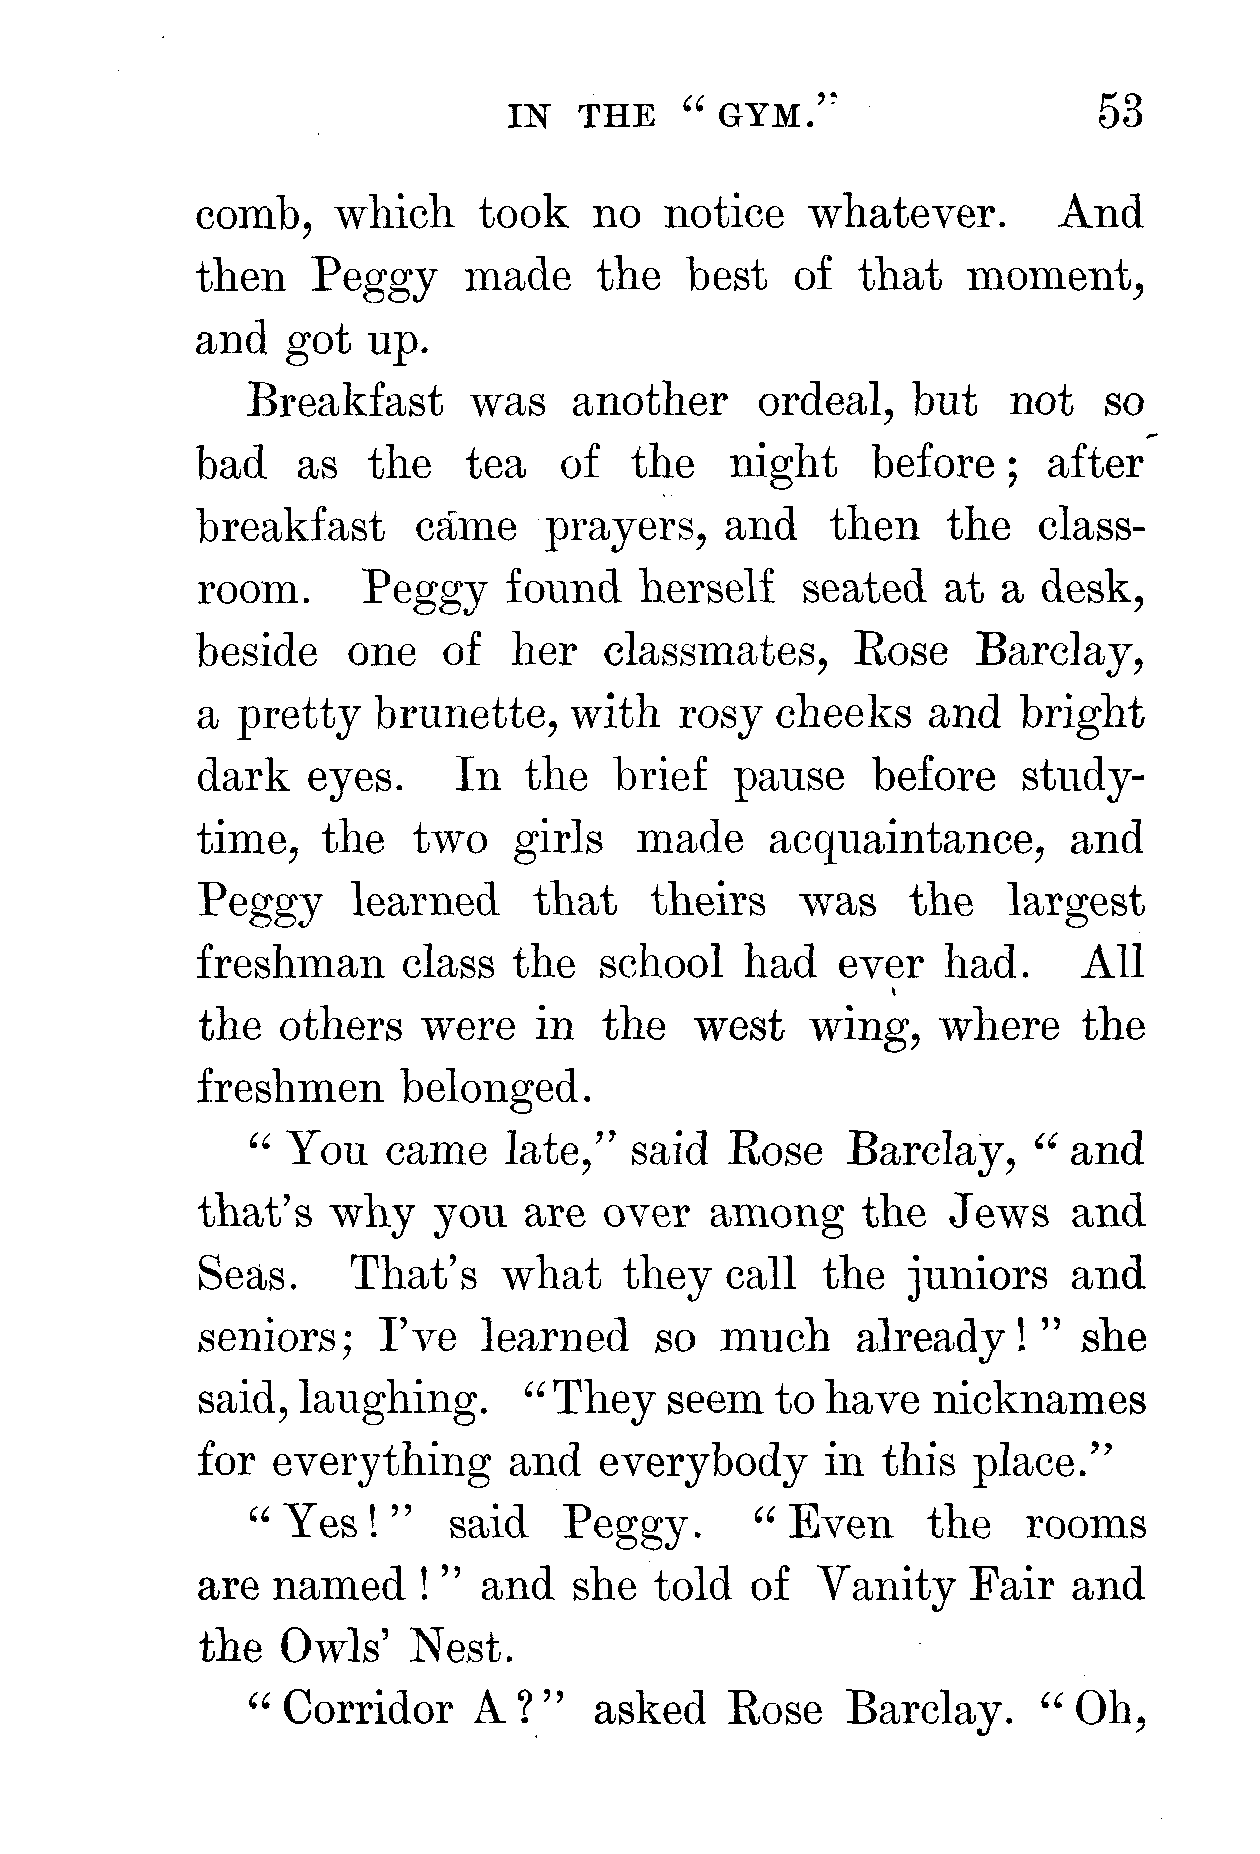 IN THE “GYM.” 53
comb, which took no notice whatever. And
then Peggy made the best of that moment,
and got up.
Breakfast was another ordeal, but not so
bad as the tea of the night before; after
breakfast came prayers, and then the class-
room. Peggy found herself seated at a desk,
beside one of her classmates, Rose Barclay,
a pretty brunette, with rosy cheeks and bright
dark eyes. In the brief pause before study-
time, the two girls made acquaintance, and
Peggy learned that theirs was the largest
freshman class the school had ever had. All
the others were in the west wing, where the
freshmen belonged.
“You came late,” said Rose Barclay, “and
that’s why you are over among the Jews and
Seas. That’s what they call the juniors and
seniors; I’ve learned so much already!” she
said, laughing. “They seem to have nicknames
for everything and everybody in this place.”
“Yes!” said Peggy. “Even the rooms
are named!” and she told of Vanity Fair and
the Owls’ Nest.
“Corridor A?” asked Rose Barclay. “Oh,